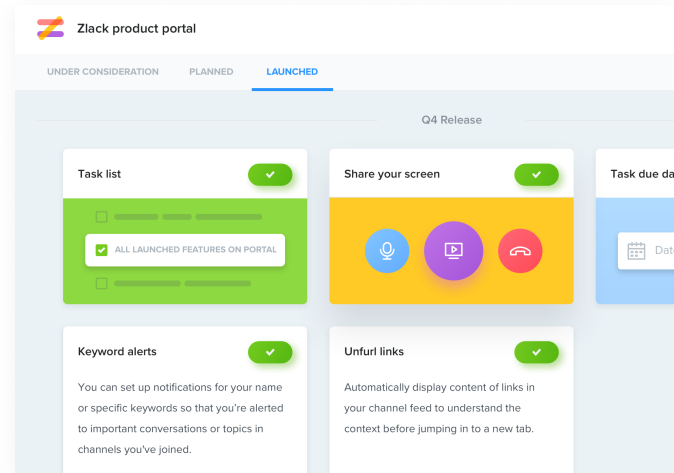 Zlack product portal
UNDER CONSIDERATION PLANNED LAUNCHED
Q4 Release
Task list
Share your screen
Task due da
ALL LAUNCHED FEATURES ON PORTAL
Dat
Keyword alerts
You can set up notifications for your name
or specific keywords so that you're alerted
to important conversations or topics in
channels you've joined.
Unfurl links
Automatically display content of links in
your channel feed to understand the
context before jumping in to a new tab.